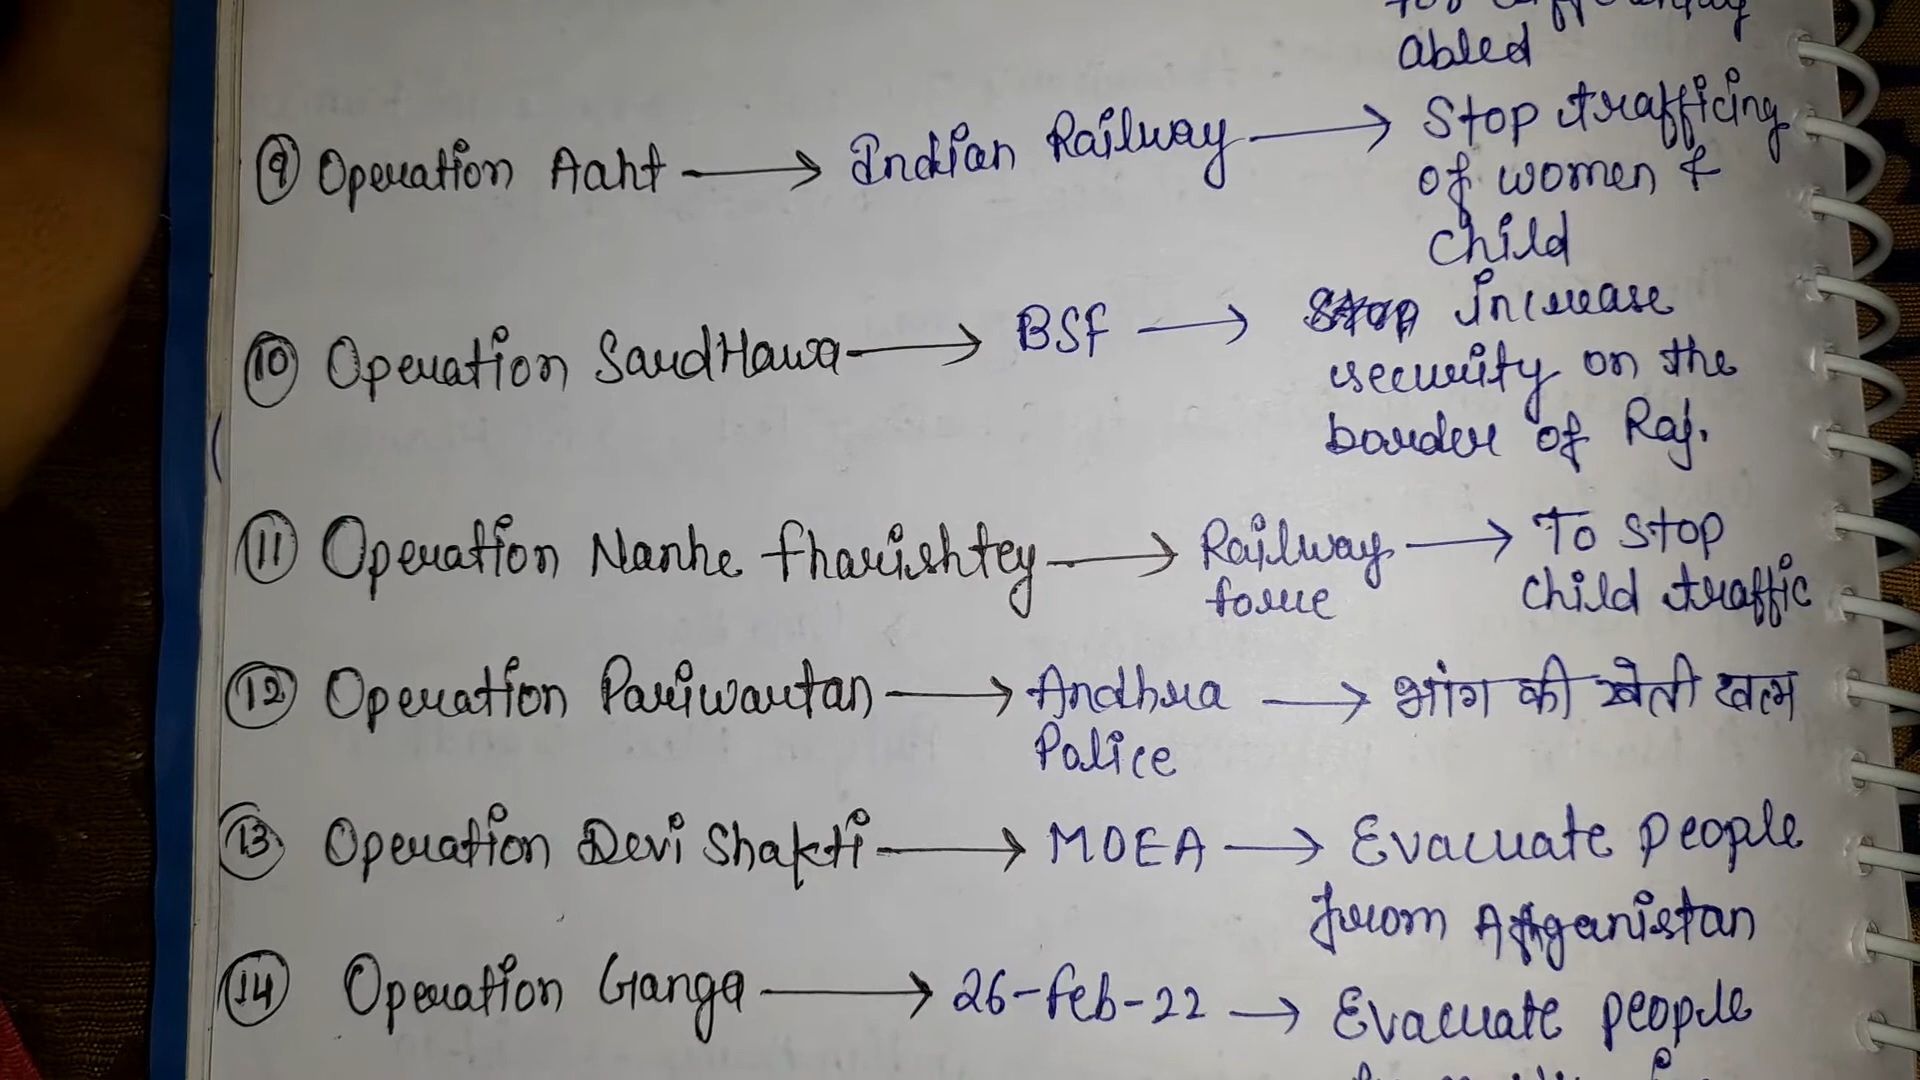 abled
⑨ Operation Aaht → Indian Railway → Stop trafficing
of women &
child
⑩ Operation SardHawa → BSF → Stop increase
security on the
border of Raj.
⑪ Operation Nanhe fharishtey → Railway → To stop
force child traffic
⑫ Operation Pariwartan → Andhra → भांग की खेती खत्म
Police
⑬ Operation Devi Shakti → MOEA → Evacuate people
from Afganistan
⑭ Operation Ganga → 26-feb-22 → Evacuate people